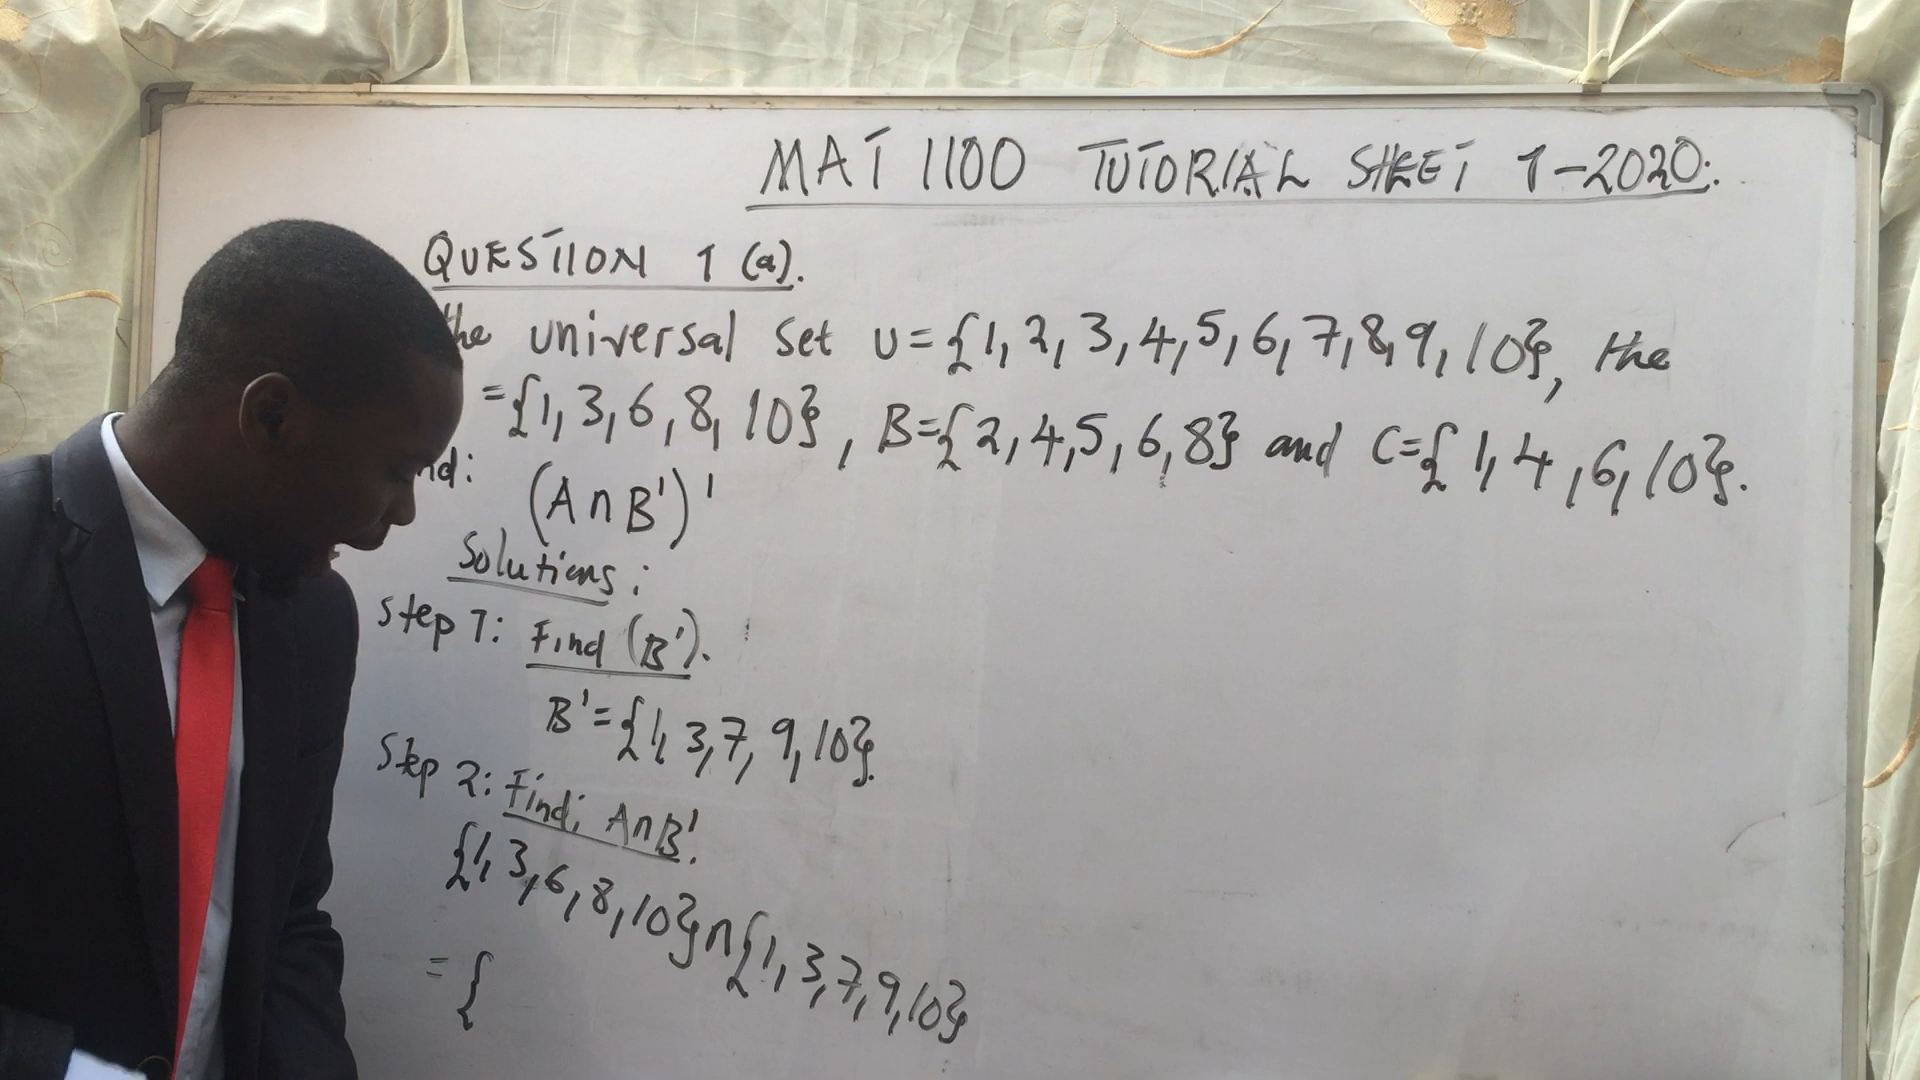 MAT 1100 TUTORIAL SHEET 1-2020.
QUESTION 1 (a).
the universal set U={1, 2, 3, 4, 5, 6, 7, 8, 9, 10}, the
={1, 3, 6, 8, 10}, B={2, 4, 5, 6, 8} and C={1, 4, 6, 10}.
nd:
(A∩B')'
Solutions:
Step 1: Find (B').
B'={1, 3, 7, 9, 10}.
Step 2: Find; A∩B'.
{1, 3, 6, 8, 10}∩{1, 3, 7, 9, 10}
= {